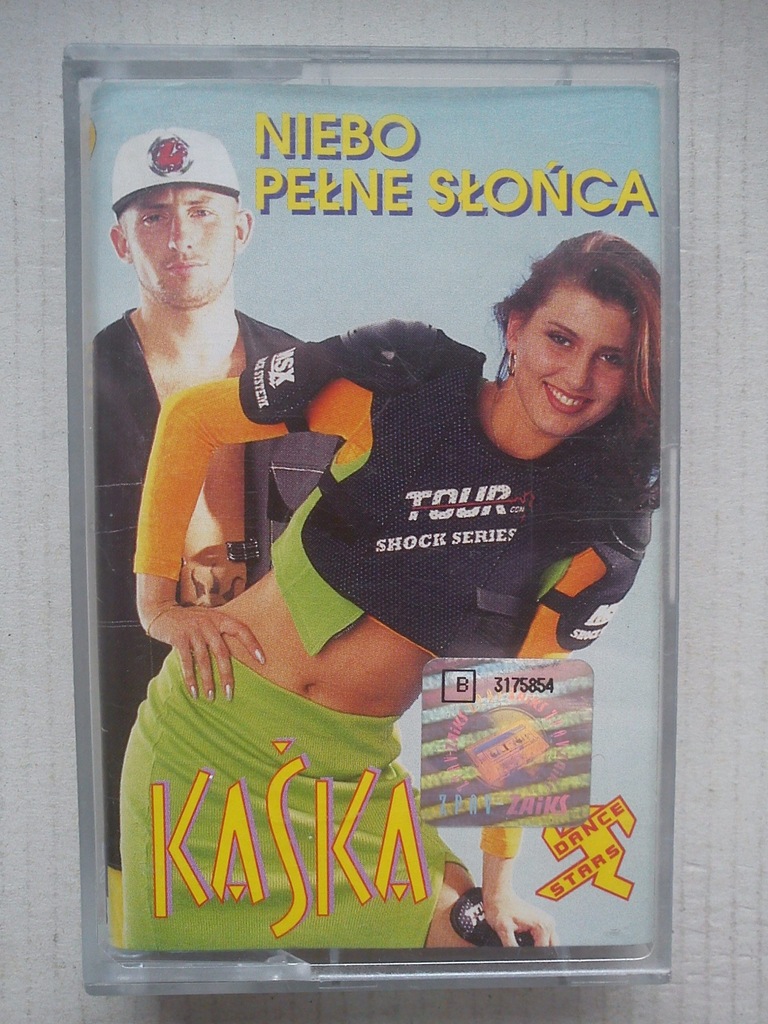 NIEBO
PEŁNE SŁOŃCA
TOUR
SHOCK SERIES
B 3175854
ZPAV ZAIKS
KAŚKA
DANCE
STARS